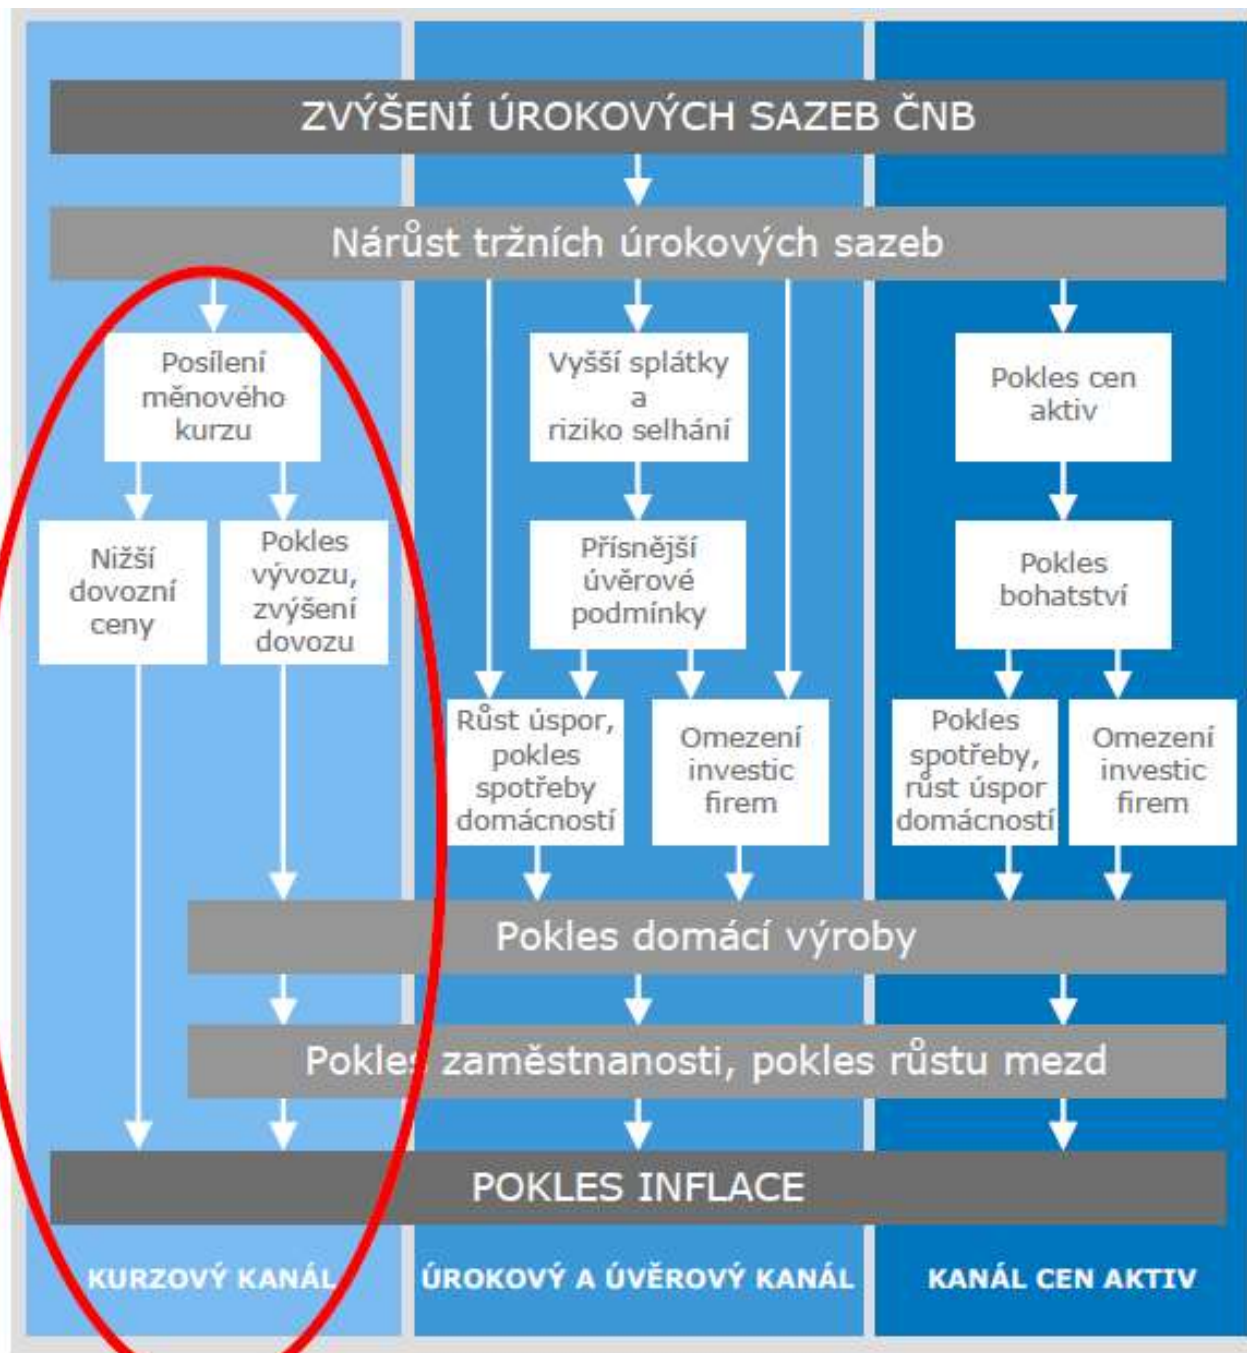 ZVÝŠENÍ ÚROKOVÝCH SAZEB ČNB
Nárůst tržních úrokových sazeb
Posílení
měnového
kurzu
Vyšší splátky
a
riziko selhání
Pokles cen
aktiv
Nižší
dovozní
ceny
Pokles
vývozu,
zvýšení
dovozu
Přísnější
úvěrové
podmínky
Pokles
bohatství
Růst úspor,
pokles
spotřeby
domácností
Omezení
investic
firem
Pokles
spotřeby,
růst úspor
domácností
Omezení
investic
firem
Pokles domácí výroby
Pokles zaměstnanosti, pokles růstu mezd
POKLES INFLACE
KURZOVÝ KANÁL
ÚROKOVÝ A ÚVĚROVÝ KANÁL
KANÁL CEN AKTIV